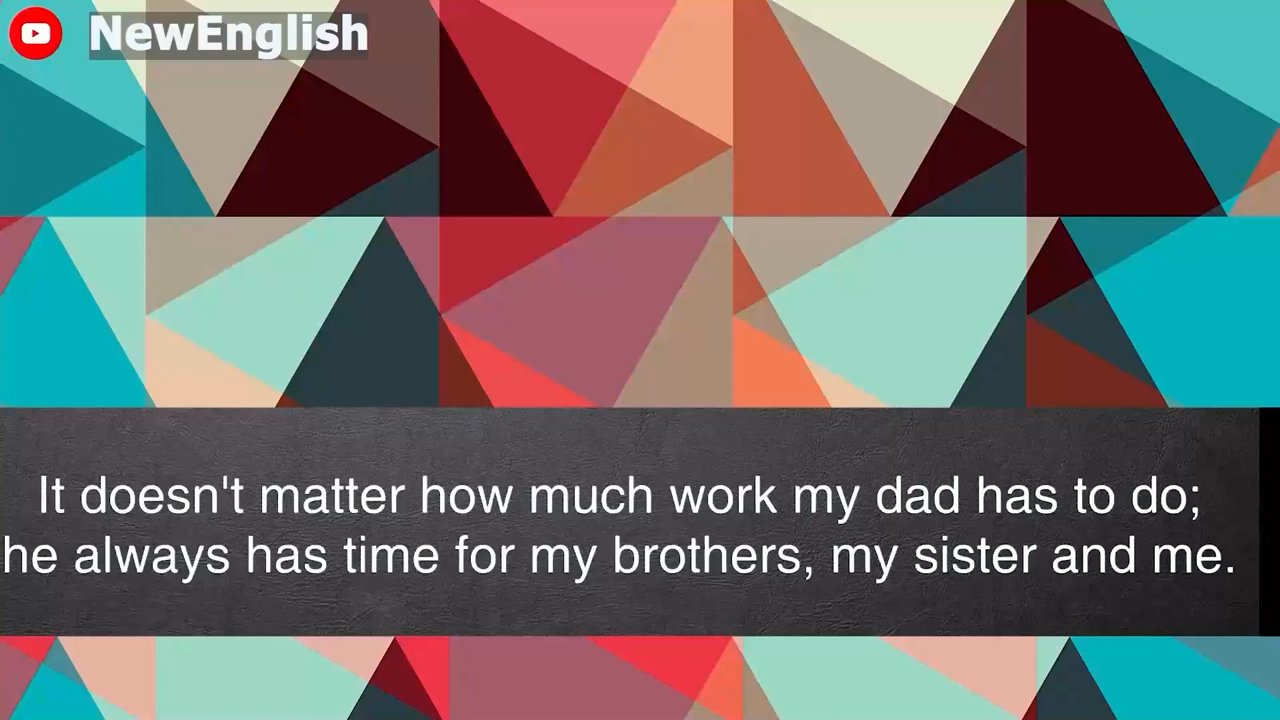 NewEnglish
It doesn't matter how much work my dad has to do;
he always has time for my brothers, my sister and me.